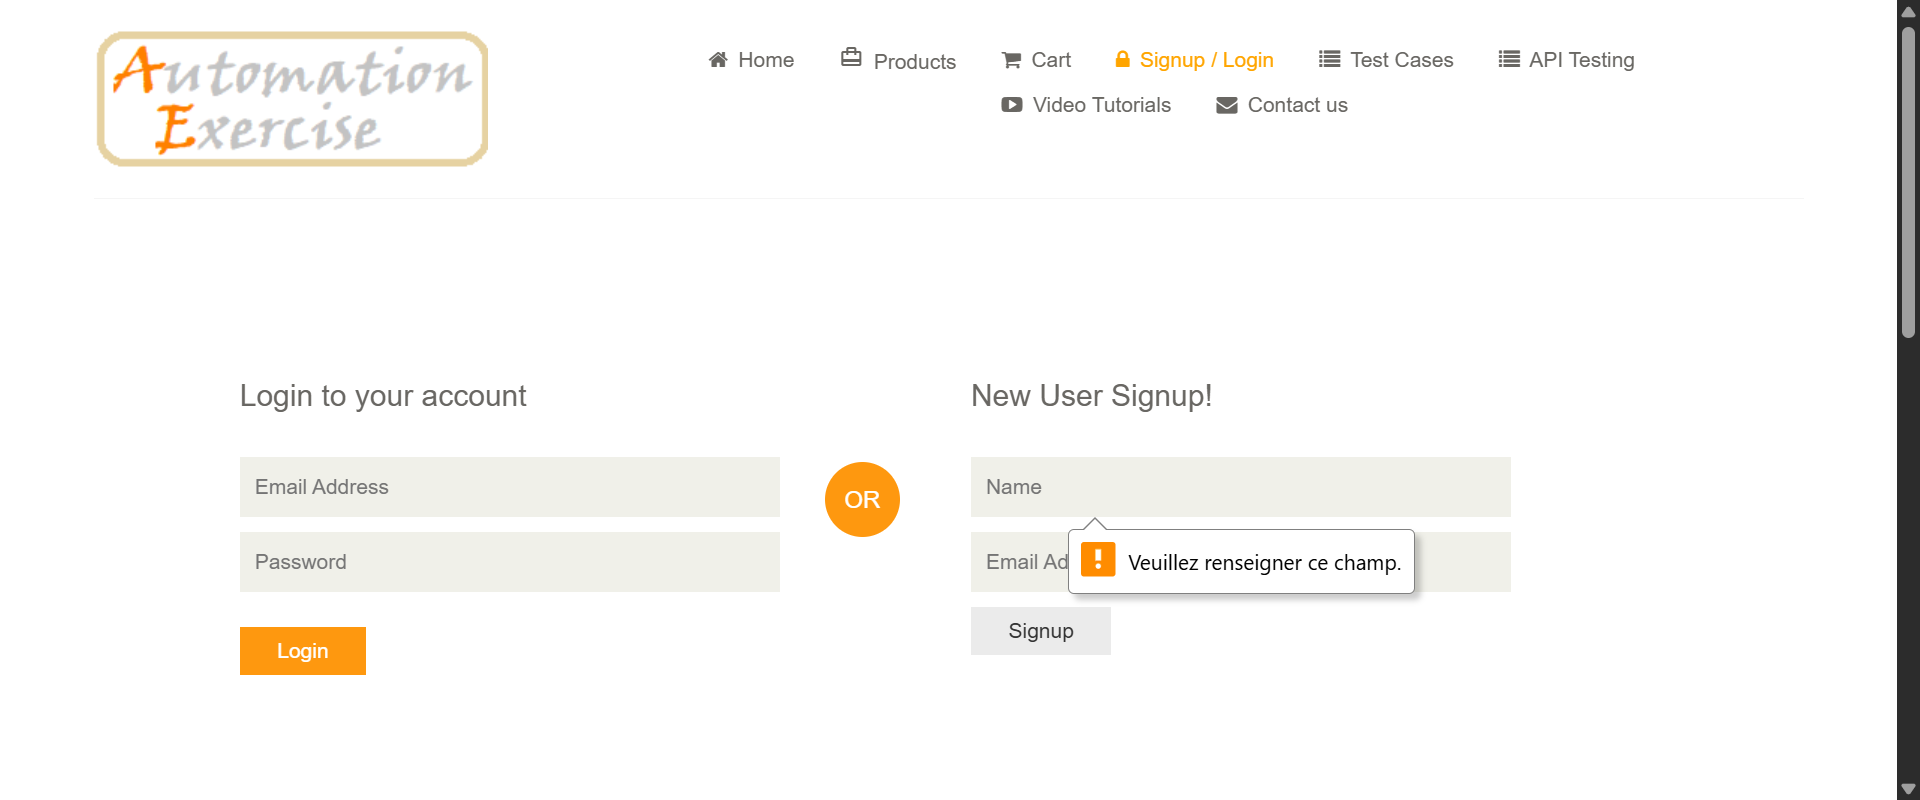 Automation
Exercise
Home
Products
Cart
Signup / Login
Test Cases
API Testing
Video Tutorials
Contact us
Login to your account
Email Address
Password
Login
OR
New User Signup!
Name
Email Ad
Veuillez renseigner ce champ.
Signup